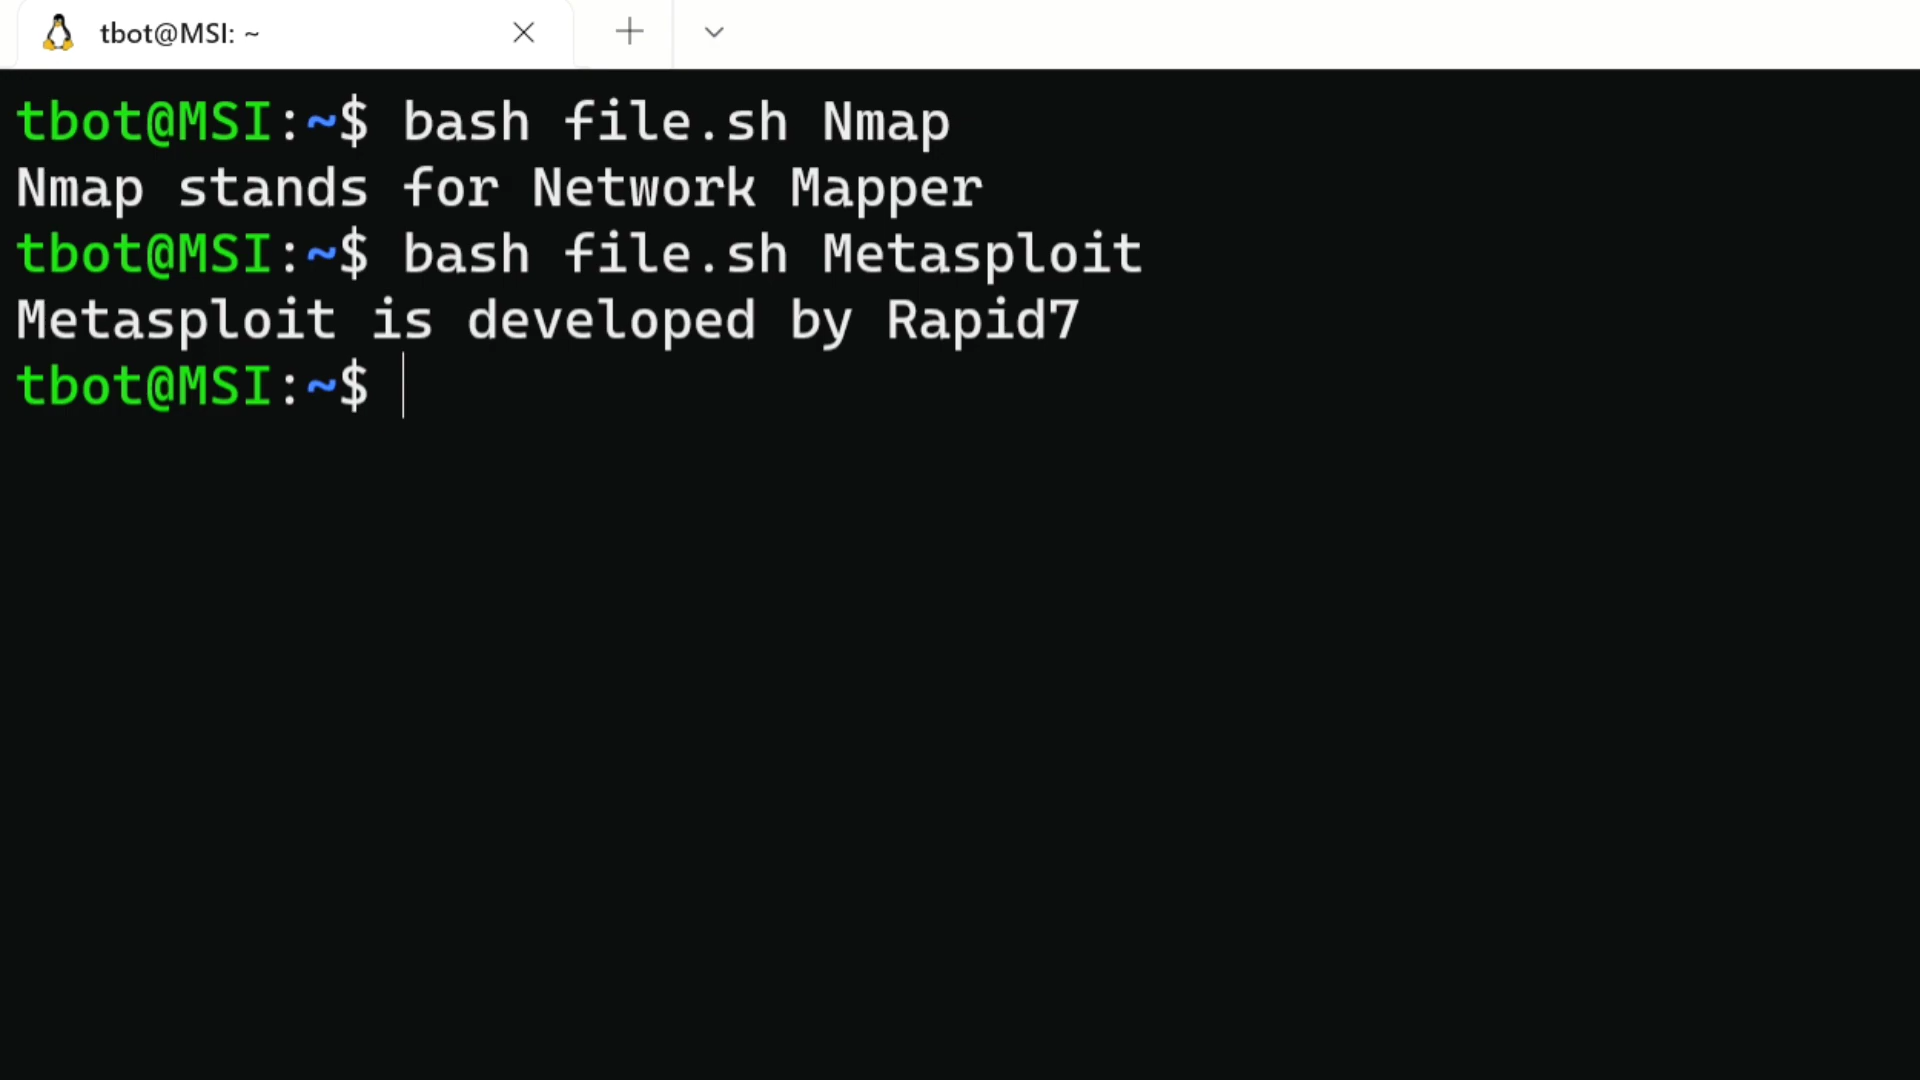 tbot@MSI: ~
tbot@MSI:~$ bash file.sh Nmap
Nmap stands for Network Mapper
tbot@MSI:~$ bash file.sh Metasploit
Metasploit is developed by Rapid7
tbot@MSI:~$